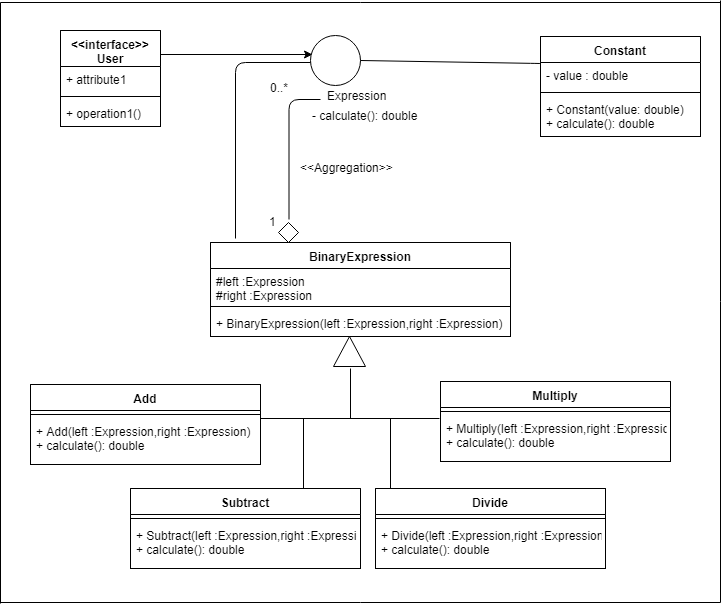 <<interface>>
User
+ attribute1
+ operation1()
Expression
- calculate(): double
Constant
- value : double
+ Constant(value: double)
+ calculate(): double
0..*
<<Aggregation>>
1
BinaryExpression
#left :Expression
#right :Expression
+ BinaryExpression(left :Expression,right :Expression)
Add
+ Add(left :Expression,right :Expression)
+ calculate(): double
Multiply
+ Multiply(left :Expression,right :Expressic
+ calculate(): double
Subtract
+ Subtract(left :Expression,right :Expressi
+ calculate(): double
Divide
+ Divide(left :Expression,right :Expression
+ calculate(): double